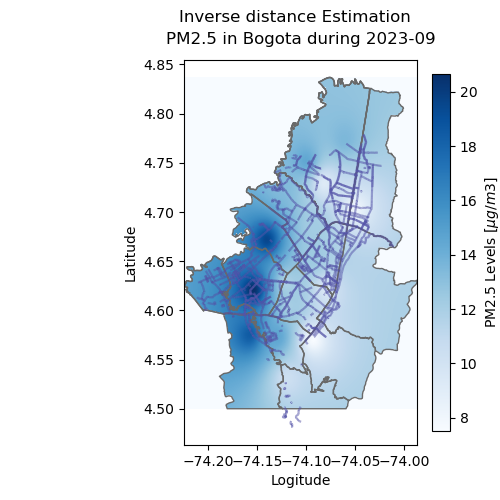 Inverse distance Estimation
PM2.5 in Bogota during 2023-09
4.85
4.80
4.75
4.70
4.65
4.60
4.55
4.50
Latitude
−74.20 −74.15 −74.10 −74.05 −74.00
Logitude
20
18
16
14
12
10
8
PM2.5 Levels [μg/m3]